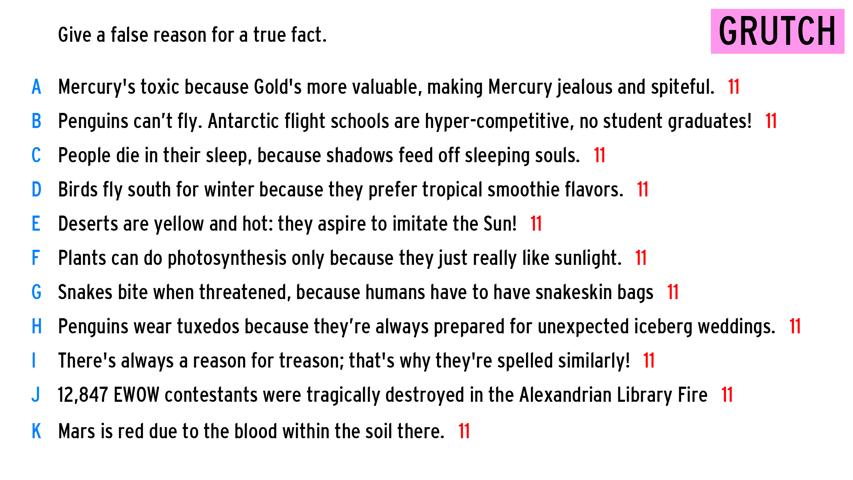 Give a false reason for a true fact.
GRUTCH
A Mercury's toxic because Gold's more valuable, making Mercury jealous and spiteful. 11
B Penguins can’t fly. Antarctic flight schools are hyper-competitive, no student graduates! 11
C People die in their sleep, because shadows feed off sleeping souls. 11
D Birds fly south for winter because they prefer tropical smoothie flavors. 11
E Deserts are yellow and hot: they aspire to imitate the Sun! 11
F Plants can do photosynthesis only because they just really like sunlight. 11
G Snakes bite when threatened, because humans have to have snakeskin bags 11
H Penguins wear tuxedos because they’re always prepared for unexpected iceberg weddings. 11
I There's always a reason for treason; that's why they're spelled similarly! 11
J 12,847 EWOW contestants were tragically destroyed in the Alexandrian Library Fire 11
K Mars is red due to the blood within the soil there. 11